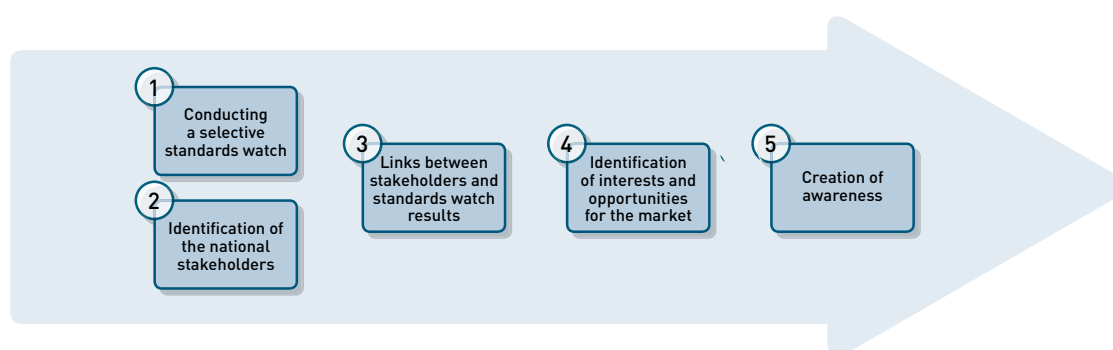 1
Conducting
a selective
standards watch
2
Identification of
the national
stakeholders
3
Links between
stakeholders and
standards watch
results
4
Identification
of interests and
opportunities
for the market
5
Creation of
awareness